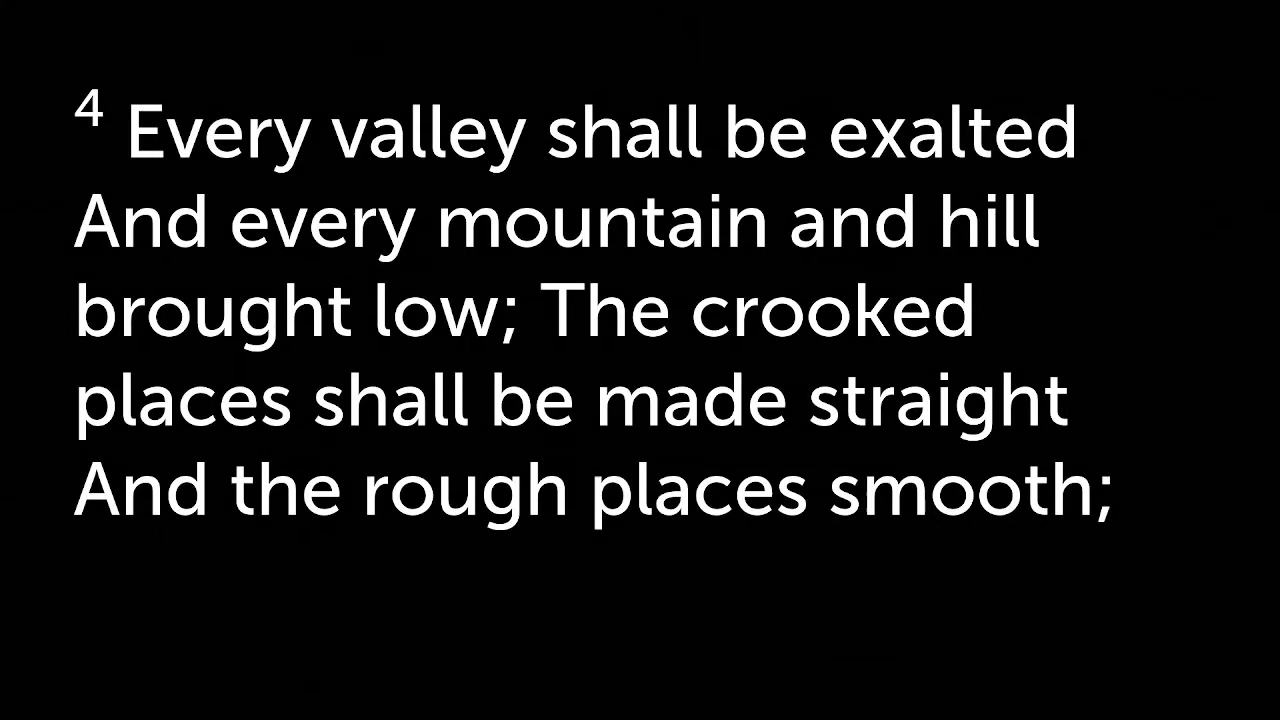 4 Every valley shall be exalted
And every mountain and hill
brought low; The crooked
places shall be made straight
And the rough places smooth;